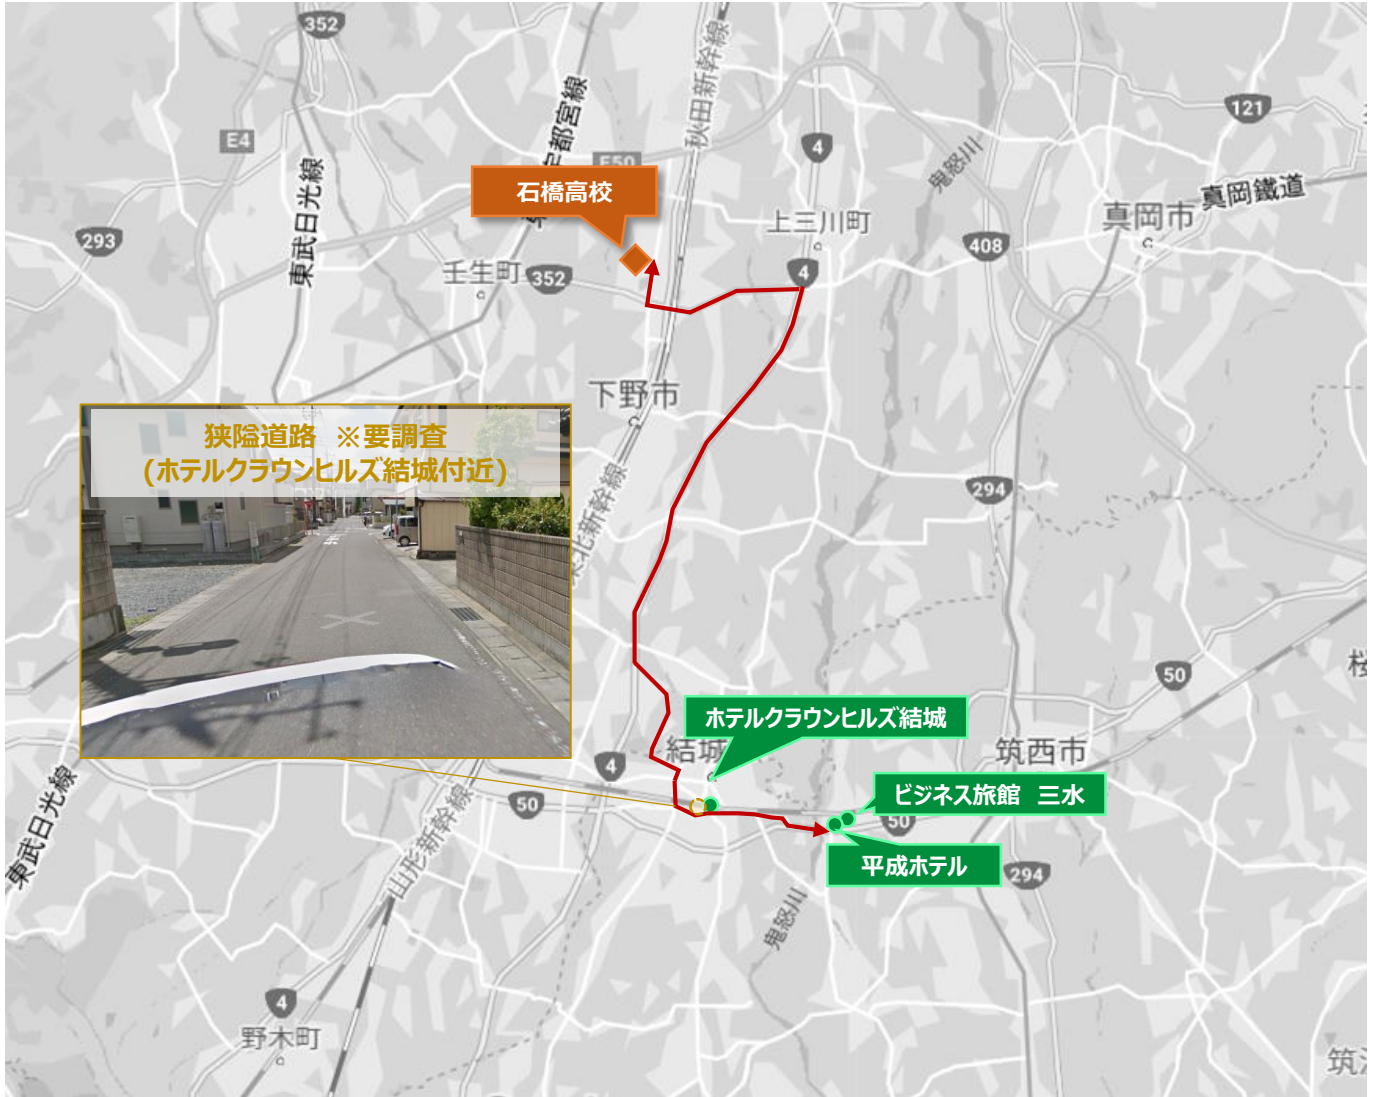 352
E4
東北新幹線
秋田新幹線
4
121
鬼怒川
E50
石橋高校
上三川町
真岡市
真岡鐵道
東武日光線
293
壬生町
352
4
408
下野市
狭隘道路 ※要調査
(ホテルクラウンヒルズ結城付近)
294
50
ホテルクラウンヒルズ結城
結城
筑西市
4
50
ビジネス旅館 三水
50
平成ホテル
294
東武日光線
山形新幹線
鬼怒川
4
野木町